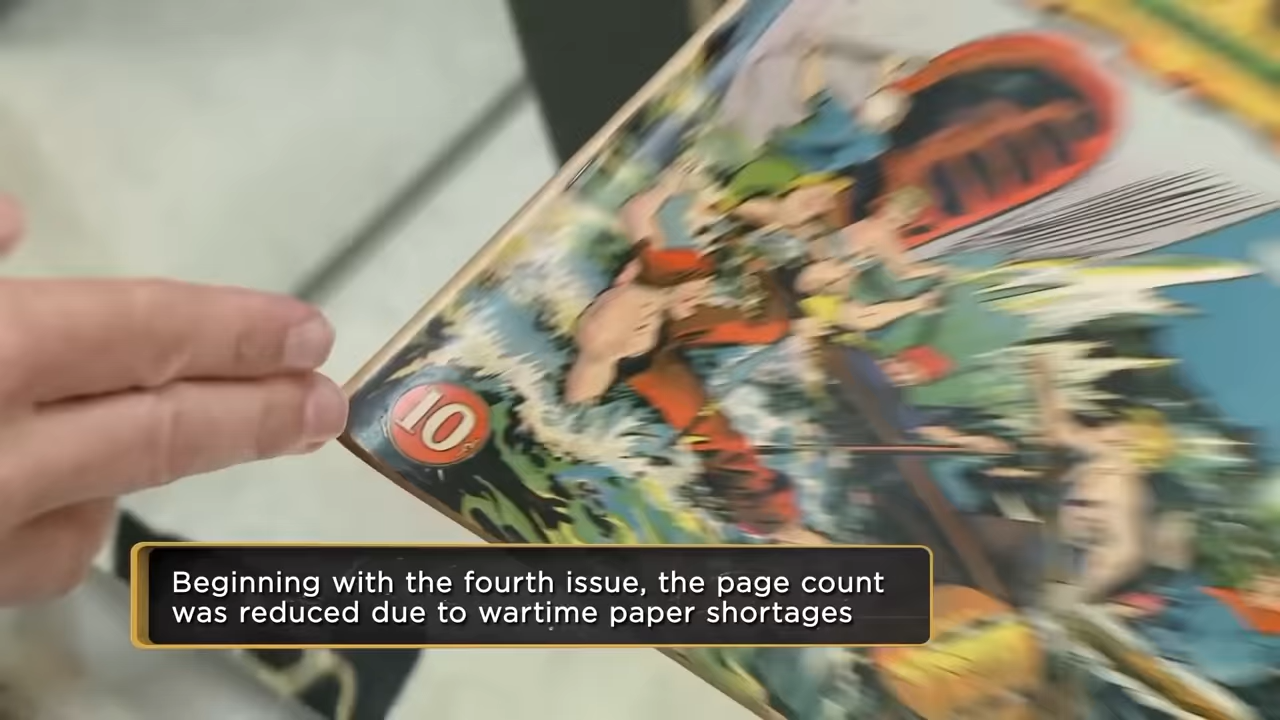 10¢
Beginning with the fourth issue, the page count
was reduced due to wartime paper shortages